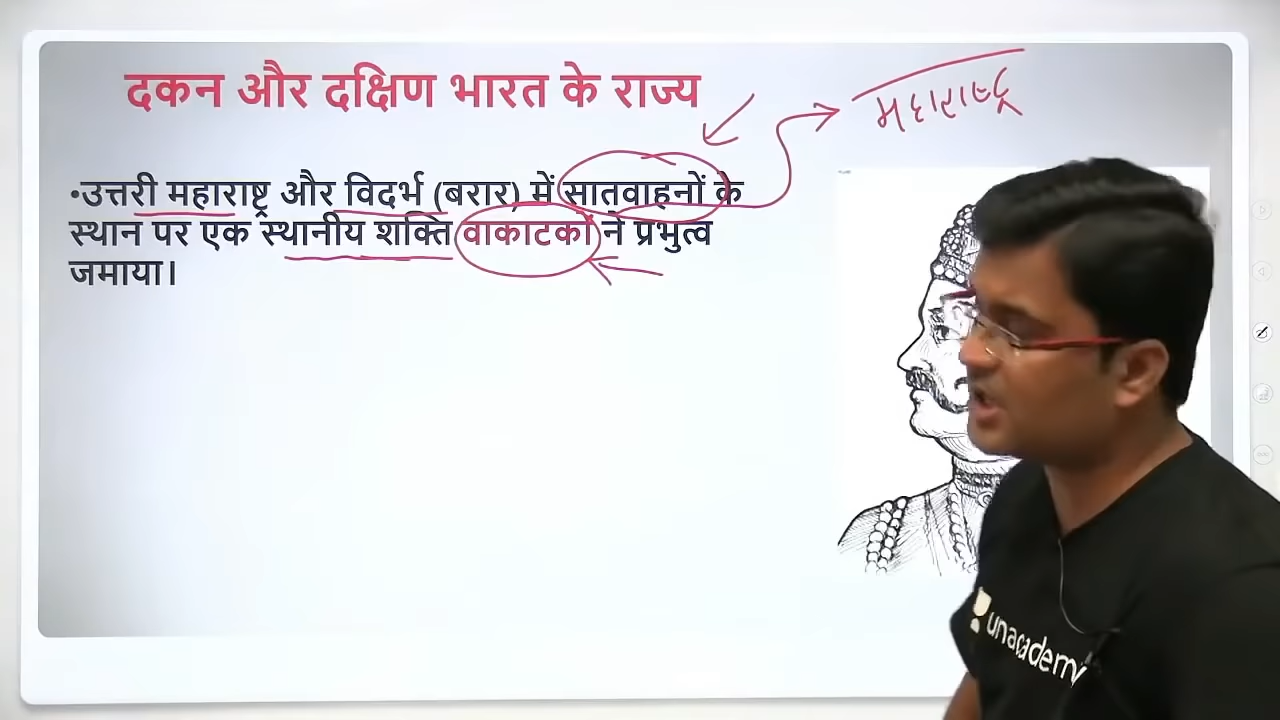 दकन और दक्षिण भारत के राज्य
महाराष्ट्र
•उत्तरी महाराष्ट्र और विदर्भ (बरार) में सातवाहनों के
स्थान पर एक स्थानीय शक्ति वाकाटकों ने प्रभुत्व
जमाया।
unacademy